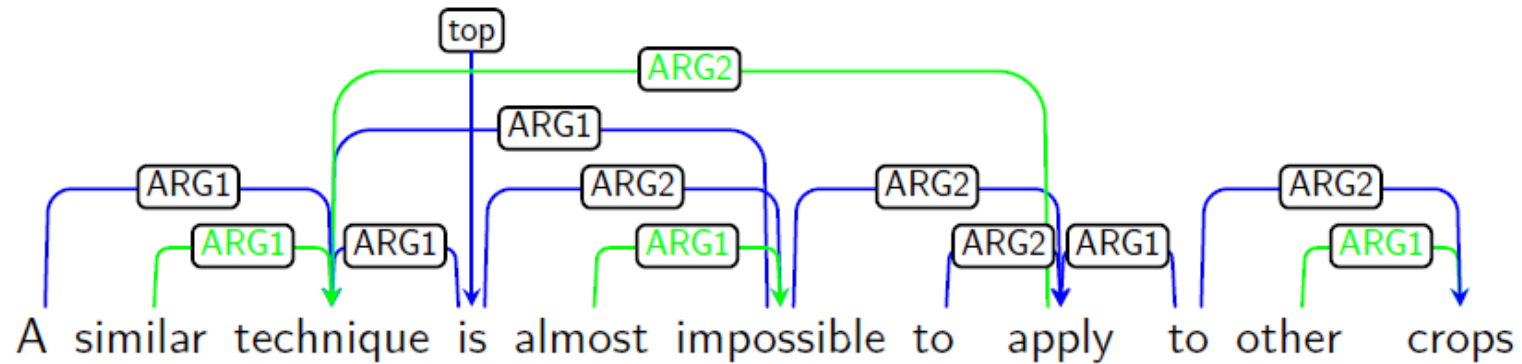 top
ARG2
ARG1
ARG1 ARG2 ARG2 ARG2
ARG1 ARG1 ARG1 ARG2 ARG1 ARG1
A similar technique is almost impossible to apply to other crops